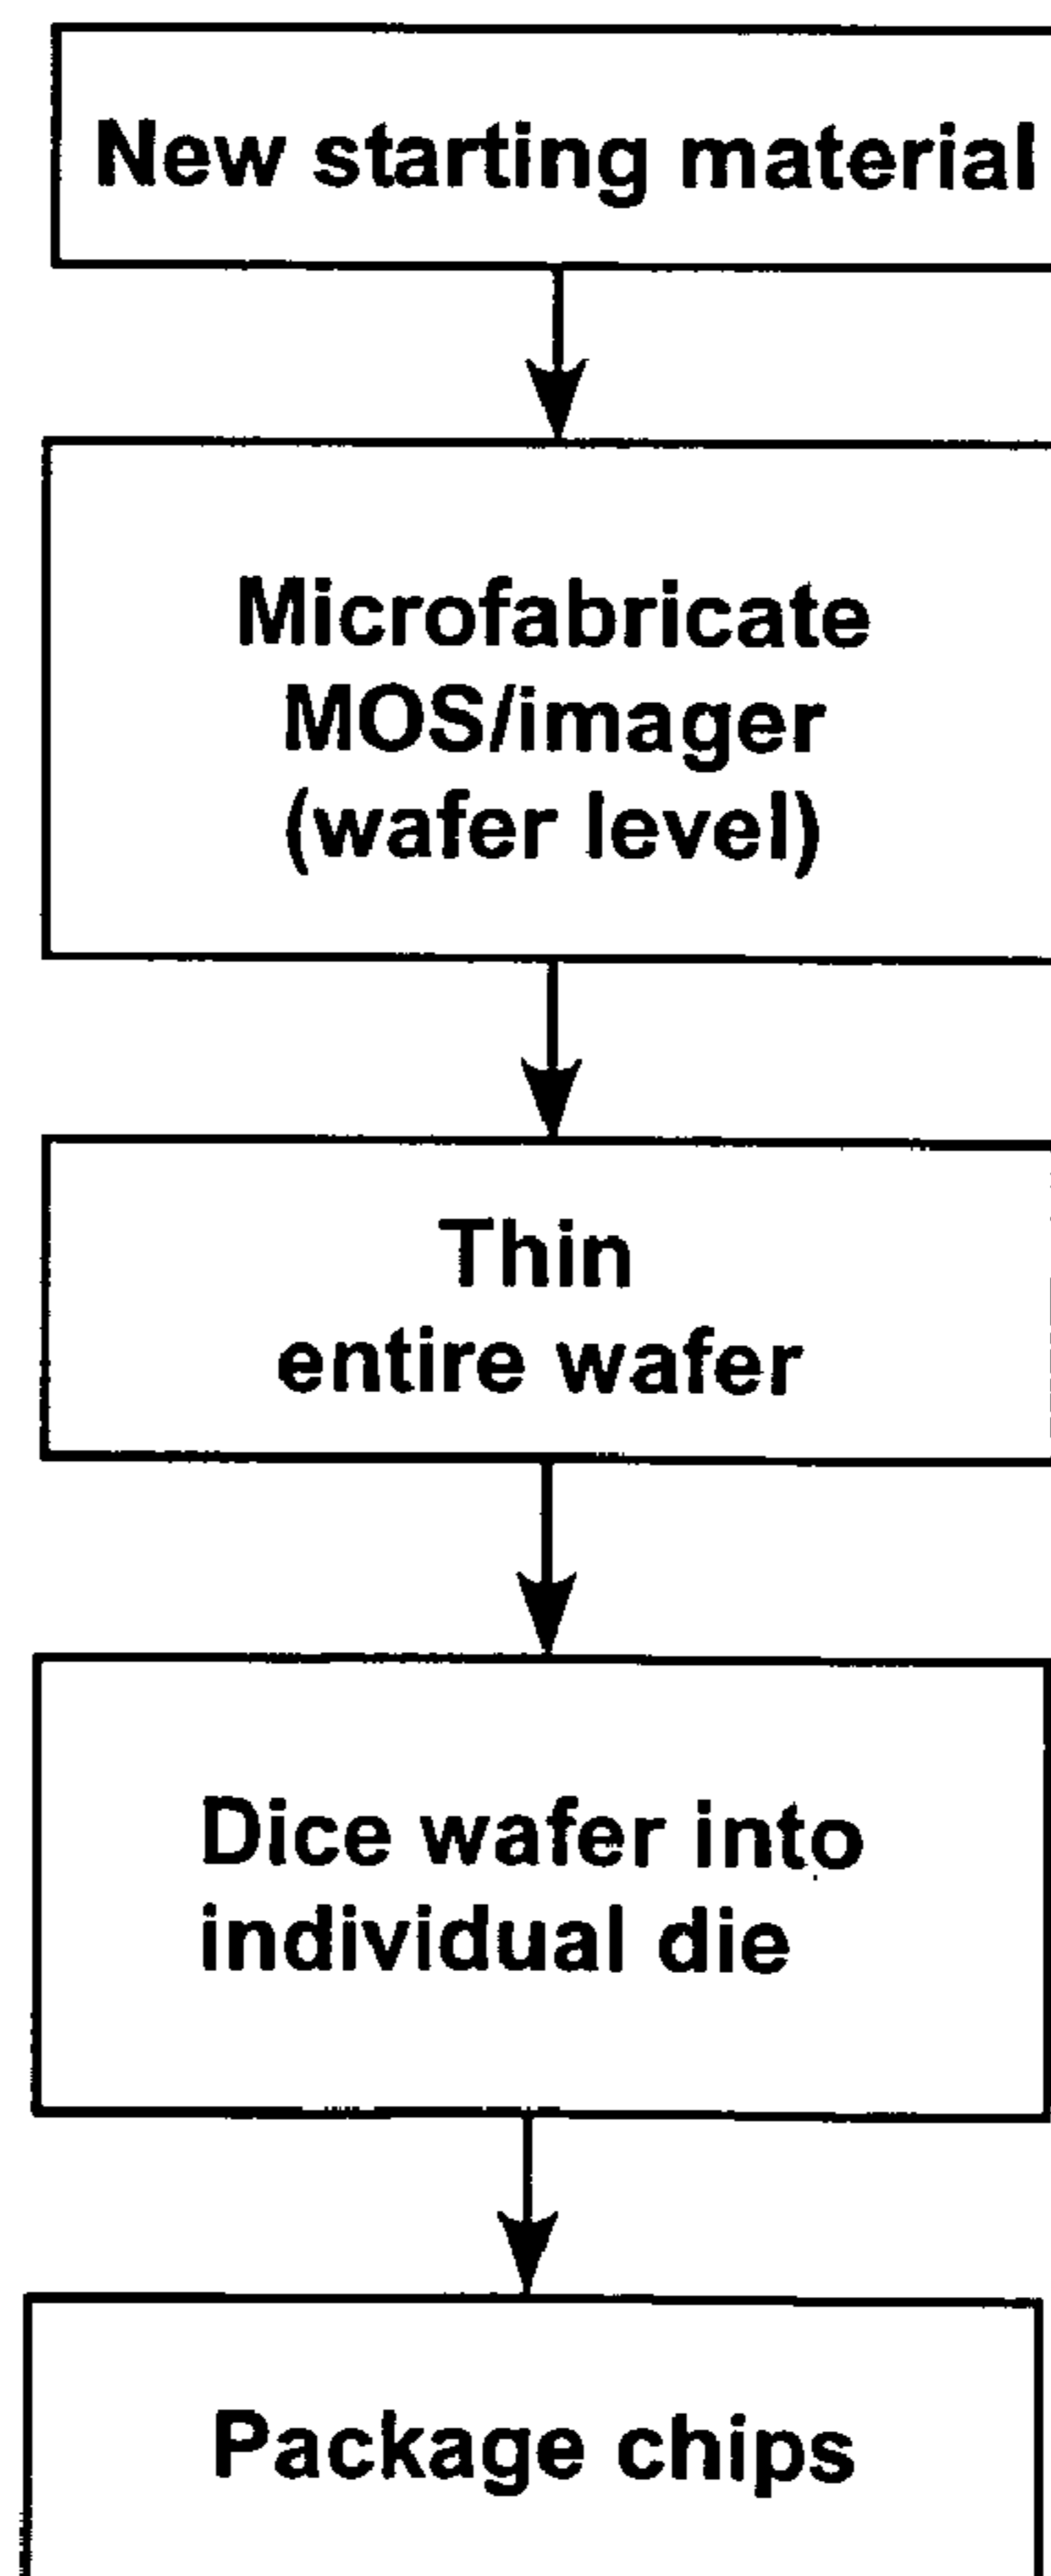 New starting material
Microfabricate
MOS/imager
(wafer level)
Thin
entire wafer
Dice wafer into
individual die
Package chips